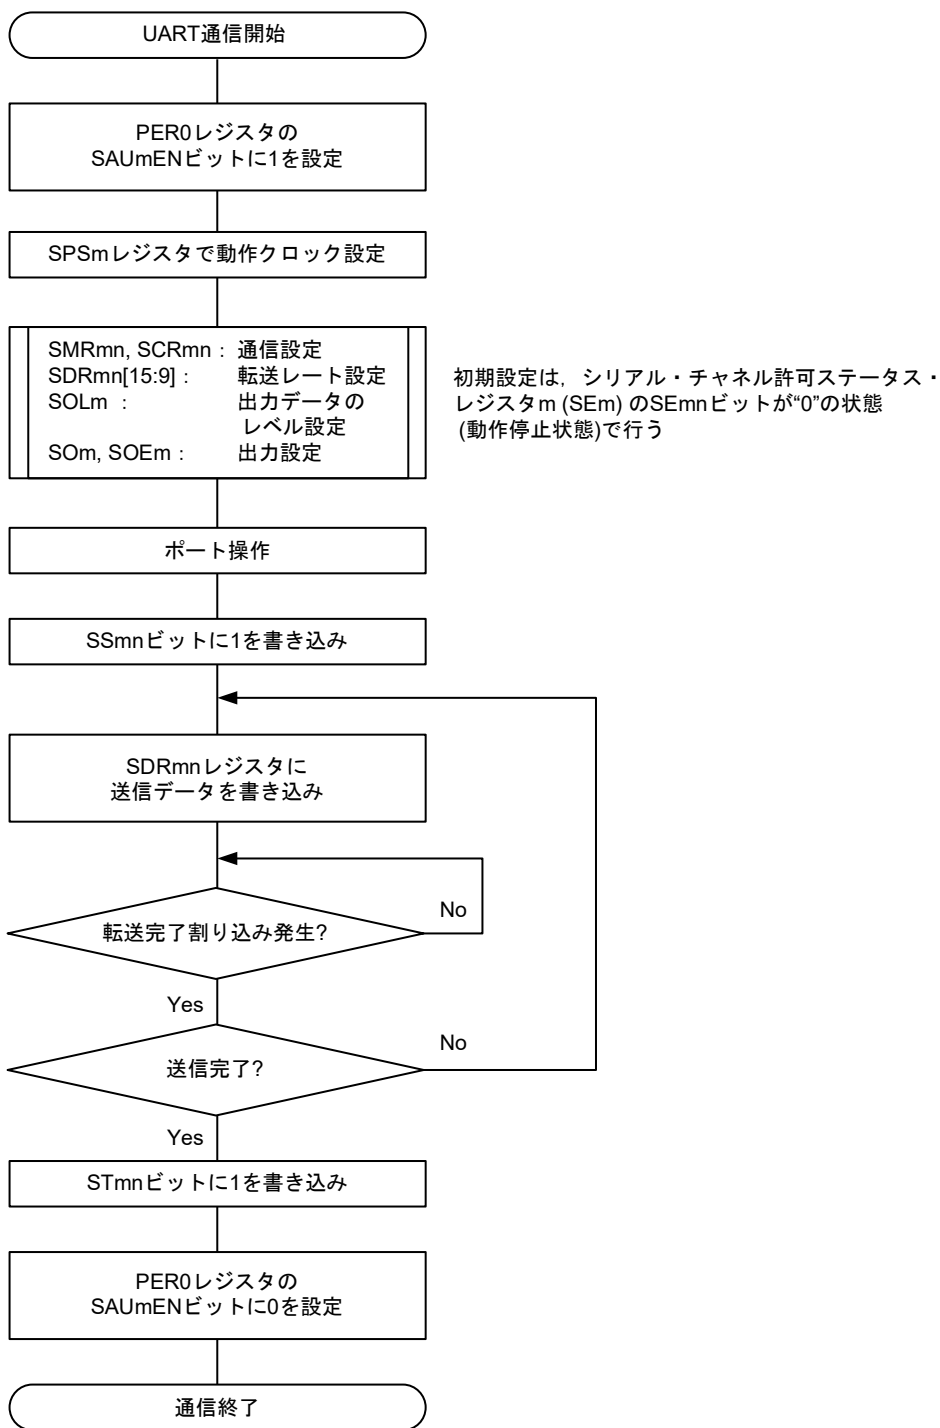 UART通信開始
PER0レジスタの
SAUmENビットに1を設定
SPSmレジスタで動作クロック設定
SMRmn, SCRmn : 通信設定
SDRmn[15:9] : 転送レート設定
SOLm : 出力データの
レベル設定
SOm, SOEm : 出力設定
初期設定は，シリアル・チャネル許可ステータス・
レジスタm (SEm) のSEmnビットが“0”の状態
(動作停止状態)で行う
ポート操作
SSmnビットに1を書き込み
SDRmnレジスタに
送信データを書き込み
転送完了割り込み発生?
No
Yes
送信完了?
No
Yes
STmnビットに1を書き込み
PER0レジスタの
SAUmENビットに0を設定
通信終了